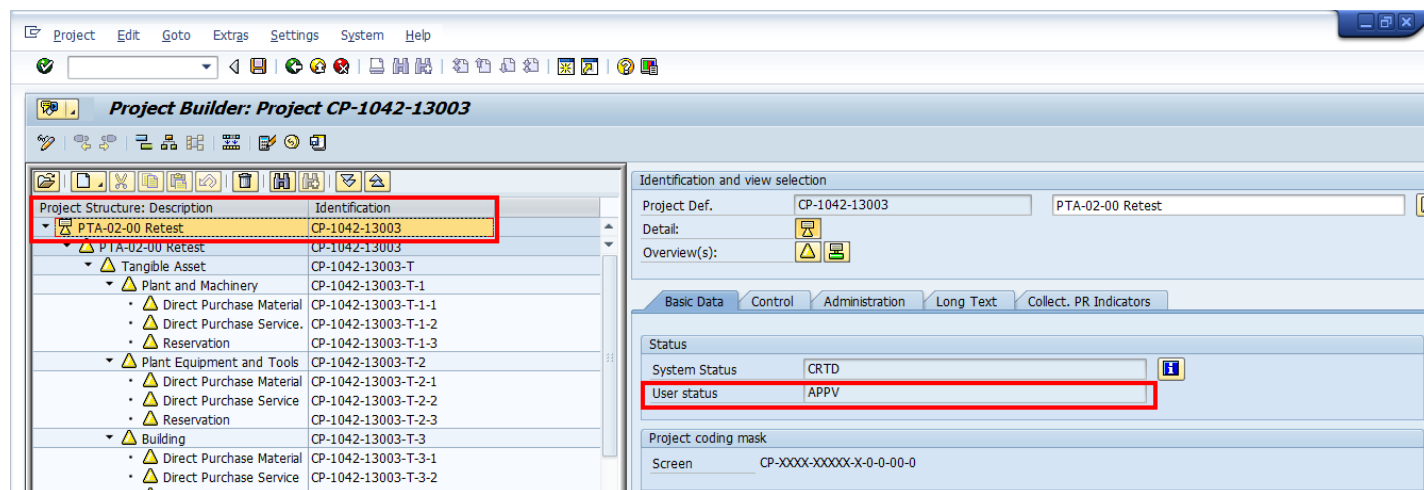 Project Edit Goto Extras Settings System Help
Project Builder: Project CP-1042-13003
Project Structure: Description Identification
PTA-02-00 Retest CP-1042-13003
PTA-02-00 Retest CP-1042-13003
Tangible Asset CP-1042-13003-T
Plant and Machinery CP-1042-13003-T-1
Direct Purchase Material CP-1042-13003-T-1-1
Direct Purchase Service. CP-1042-13003-T-1-2
Reservation CP-1042-13003-T-1-3
Plant Equipment and Tools CP-1042-13003-T-2
Direct Purchase Material CP-1042-13003-T-2-1
Direct Purchase Service CP-1042-13003-T-2-2
Reservation CP-1042-13003-T-2-3
Building CP-1042-13003-T-3
Direct Purchase Material CP-1042-13003-T-3-1
Direct Purchase Service CP-1042-13003-T-3-2
Identification and view selection
Project Def. CP-1042-13003 PTA-02-00 Retest
Detail:
Overview(s):
Basic Data Control Administration Long Text Collect. PR Indicators
Status
System Status CRTD
User status APPV
Project coding mask
Screen CP-XXXX-XXXXX-X-0-0-00-0